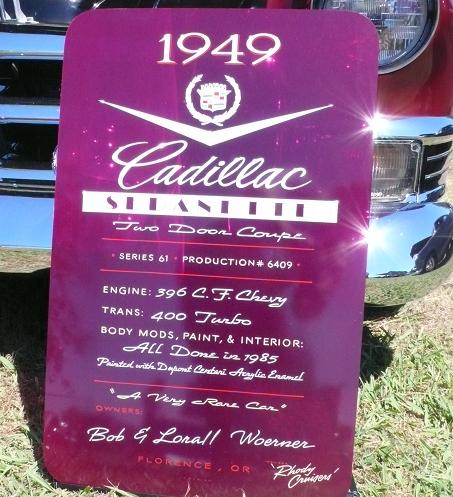 1949
Cadillac
SEDANETTE
Two Door Coupe
• SERIES 61 • PRODUCTION# 6409 •
ENGINE: 396 C.F. Chevy
TRANS: 400 Turbo
BODY MODS, PAINT, & INTERIOR:
All Done in 1985
Painted with Dupont Centari Acrylic Enamel
"A Very Rare Car"
OWNERS:
Bob & Lorall Woerner
FLORENCE, OR
"Rhody
Cruisers"